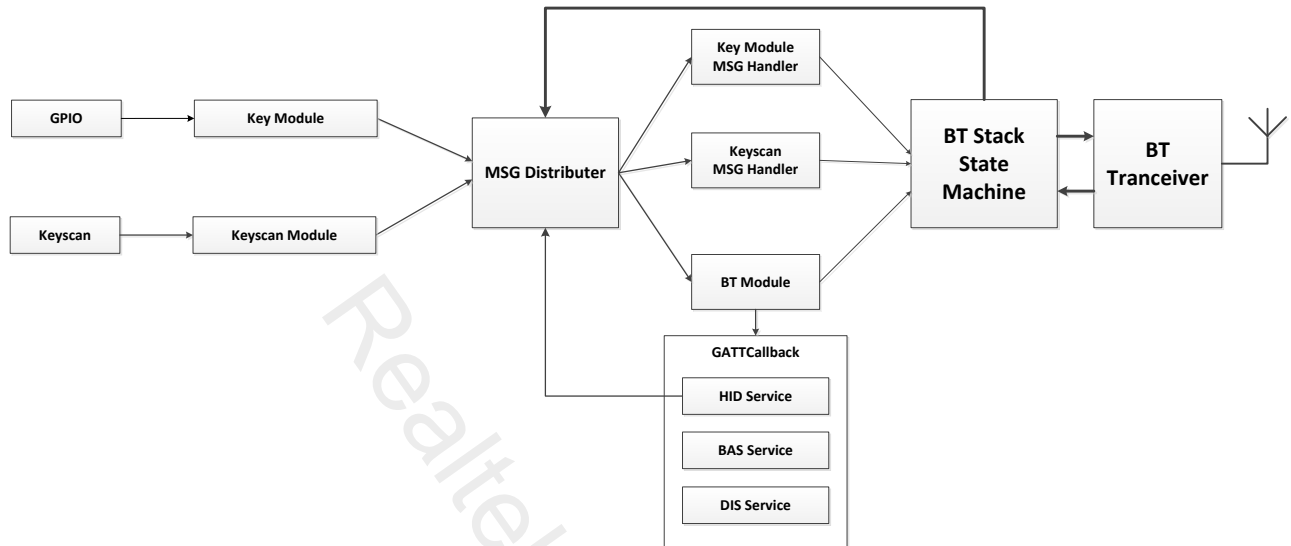 Key Module
MSG Handler
GPIO
Key Module
MSG Distributer
Keyscan
MSG Handler
BT Stack
State
Machine
BT
Tranceiver
Keyscan
Keyscan Module
BT Module
GATTCallback
HID Service
BAS Service
DIS Service